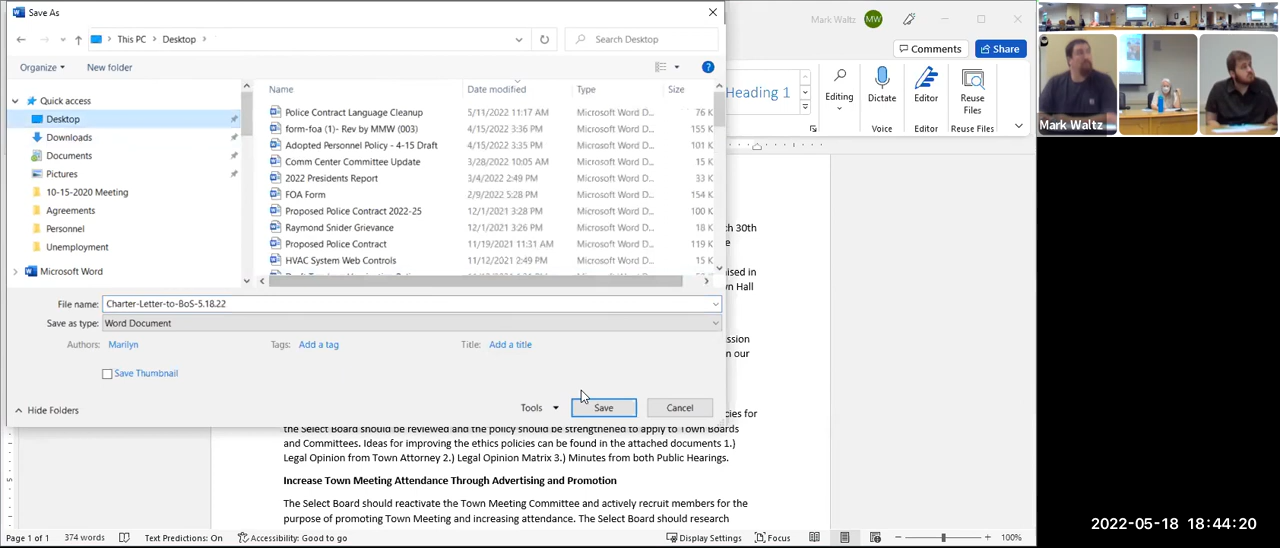 Save As
Mark Waltz MW
This PC > Desktop >
Search Desktop
Comments
Share
Organize
New folder
Heading 1
Editing
Dictate
Editor
Reuse
Files
Voice
Editor
Reuse Files
Quick access
Desktop
Downloads
Documents
Pictures
10-15-2020 Meeting
Agreements
Personnel
Unemployment
Microsoft Word
Name Date modified Type Size
Police Contract Language Cleanup 5/11/2022 11:17 AM Microsoft Word D... 76 K
form-foa (1)- Rev by MMW (003) 4/15/2022 3:36 PM Microsoft Word D... 155 K
Adopted Personnel Policy - 4-15 Draft 4/15/2022 3:35 PM Microsoft Word D... 101 K
Comm Center Committee Update 3/28/2022 10:05 AM Microsoft Word D... 15 K
2022 Presidents Report 3/4/2022 2:49 PM Microsoft Word D... 33 K
FOA Form 2/9/2022 5:28 PM Microsoft Word D... 154 K
Proposed Police Contract 2022-25 12/1/2021 3:28 PM Microsoft Word D... 100 K
Raymond Snider Grievance 12/1/2021 3:26 PM Microsoft Word D... 18 K
Proposed Police Contract 11/19/2021 11:31 AM Microsoft Word D... 119 K
HVAC System Web Controls 11/12/2021 2:49 PM Microsoft Word D... 15 K
File name: Charter-Letter-to-BoS-5.18.22
Save as type: Word Document
Authors: Marilyn Tags: Add a tag Title: Add a title
Save Thumbnail
Hide Folders
Tools Save Cancel
ch 30th
e
ised in
n Hall
ssion
n our
cies for
the Select Board should be reviewed and the policy should be strengthened to apply to Town Boards
and Committees. Ideas for improving the ethics policies can be found in the attached documents 1.)
Legal Opinion from Town Attorney 2.) Legal Opinion Matrix 3.) Minutes from both Public Hearings.
Increase Town Meeting Attendance Through Advertising and Promotion
The Select Board should reactivate the Town Meeting Committee and actively recruit members for the
purpose of promoting Town Meeting and increasing attendance. The Select Board should research
Page 1 of 1 374 words Text Predictions: On Accessibility: Good to go Display Settings Focus 100%
Mark Waltz
2022-05-18 18:44:20